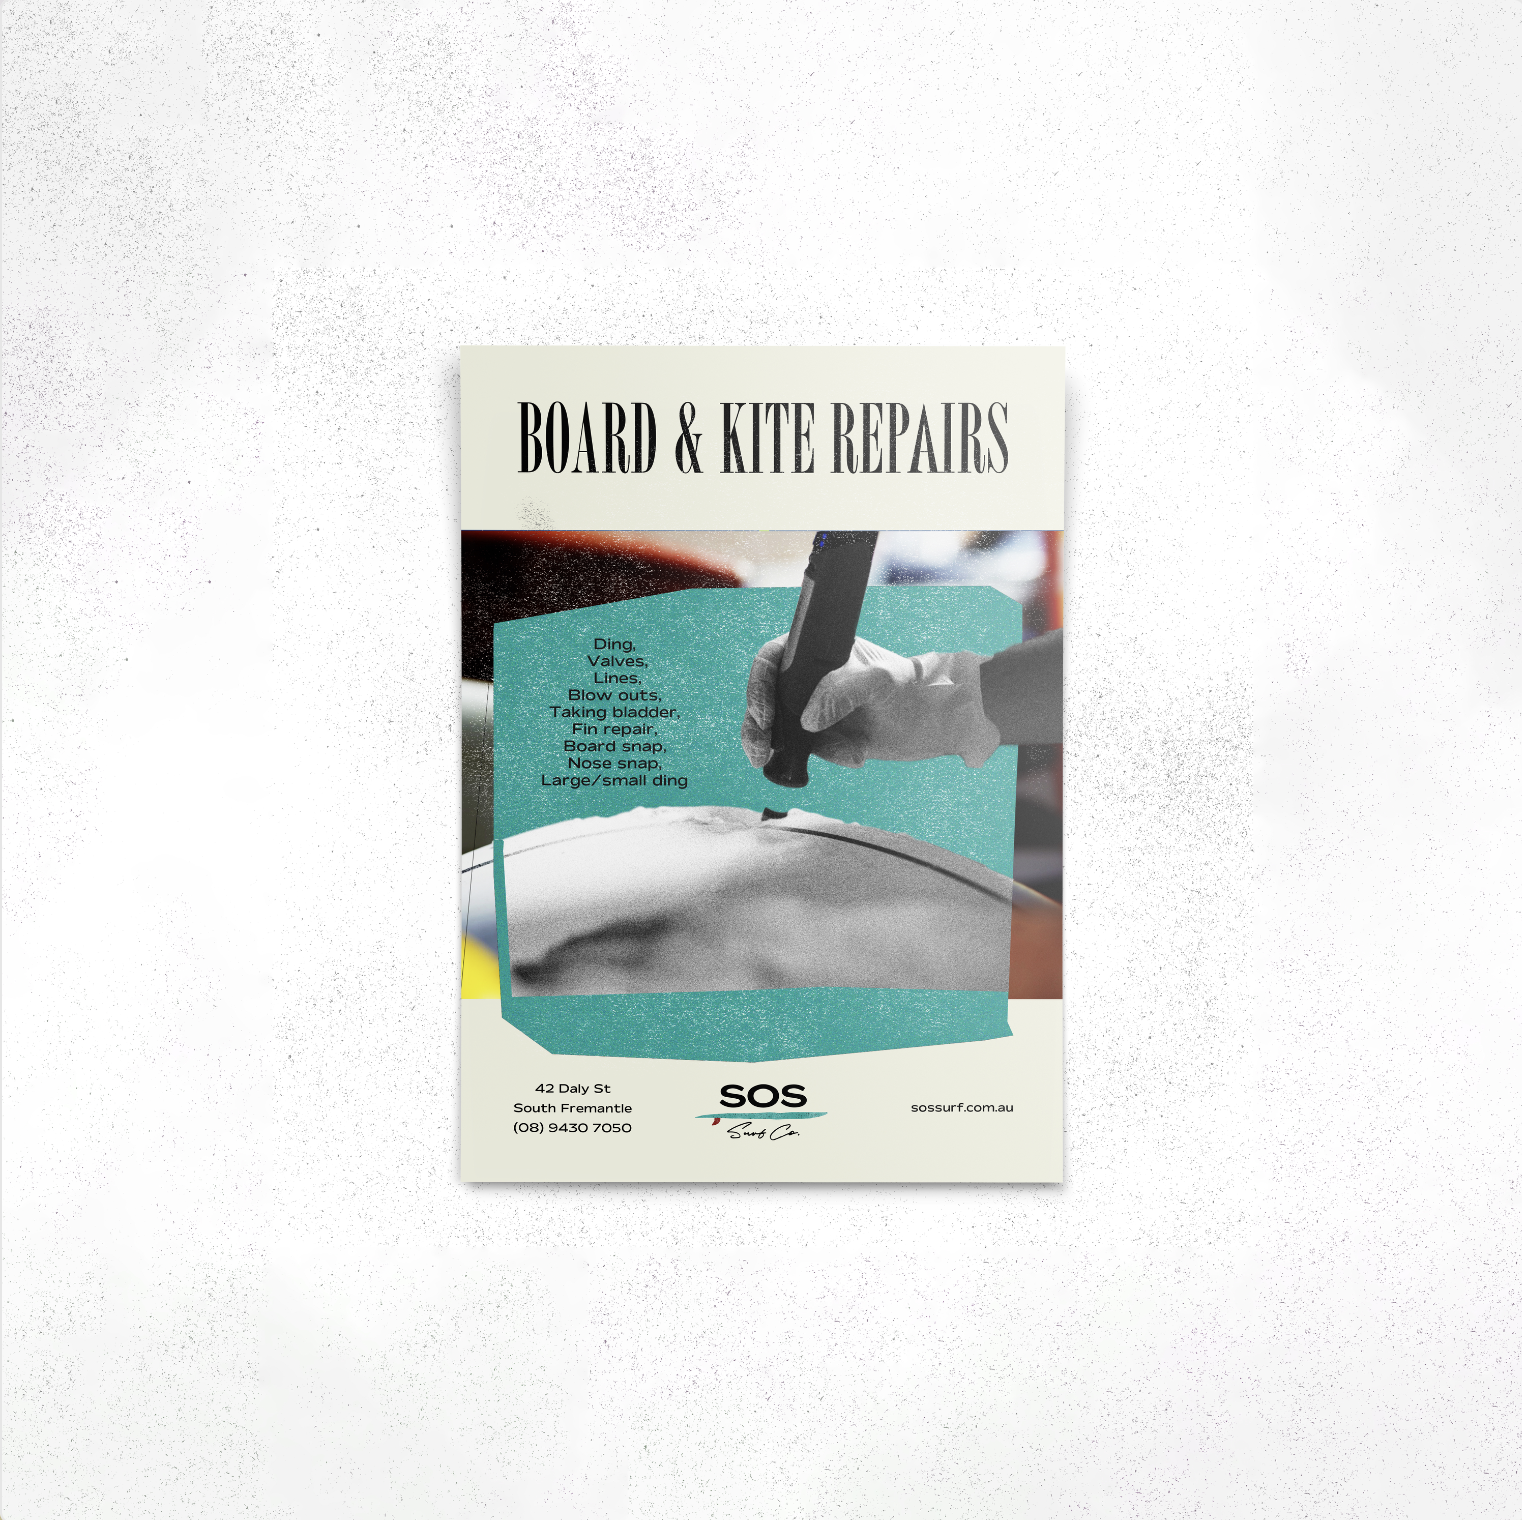 BOARD & KITE REPAIRS
Ding,
Valves,
Lines,
Blow outs,
Taking bladder,
Fin repair,
Board snap,
Nose snap,
Large/small ding
42 Daly St
South Fremantle
(08) 9430 7050
SOS
Surf Co.
sossurf.com.au